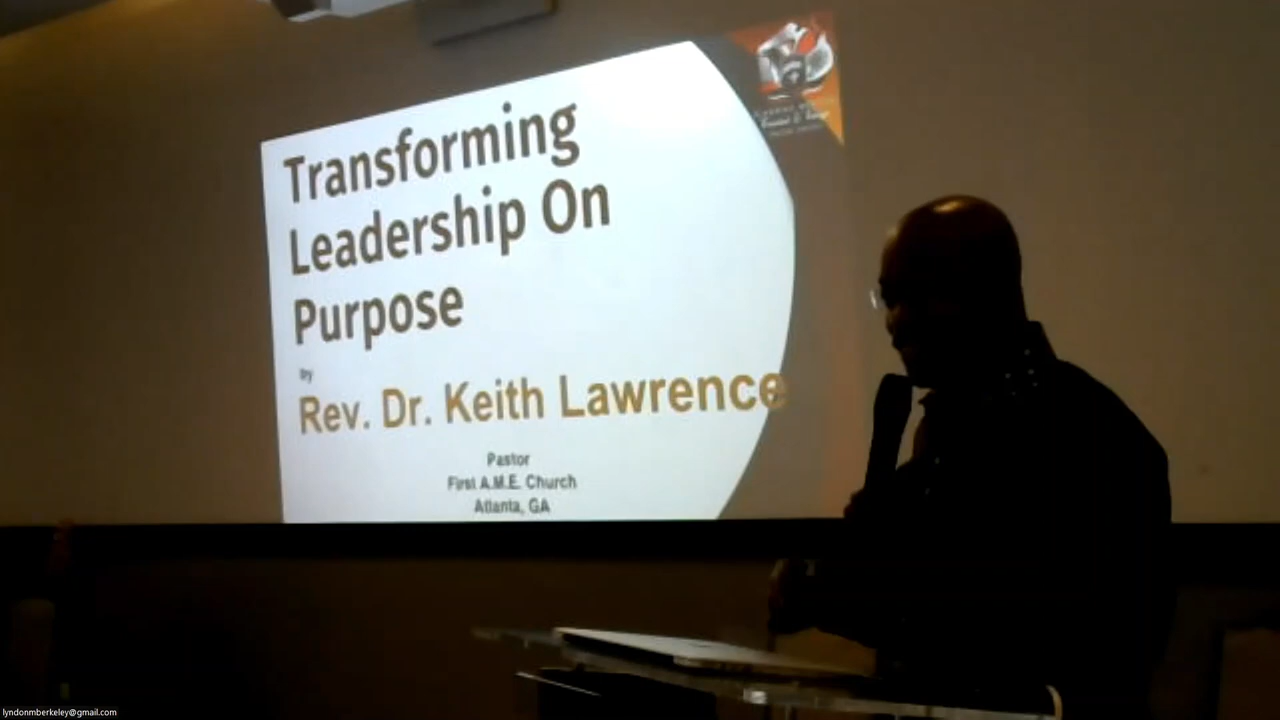 Transforming
Leadership On
Purpose
by
Rev. Dr. Keith Lawrence
Pastor
First A.M.E. Church
Atlanta, GA
lyndonmberkeley@gmail.com